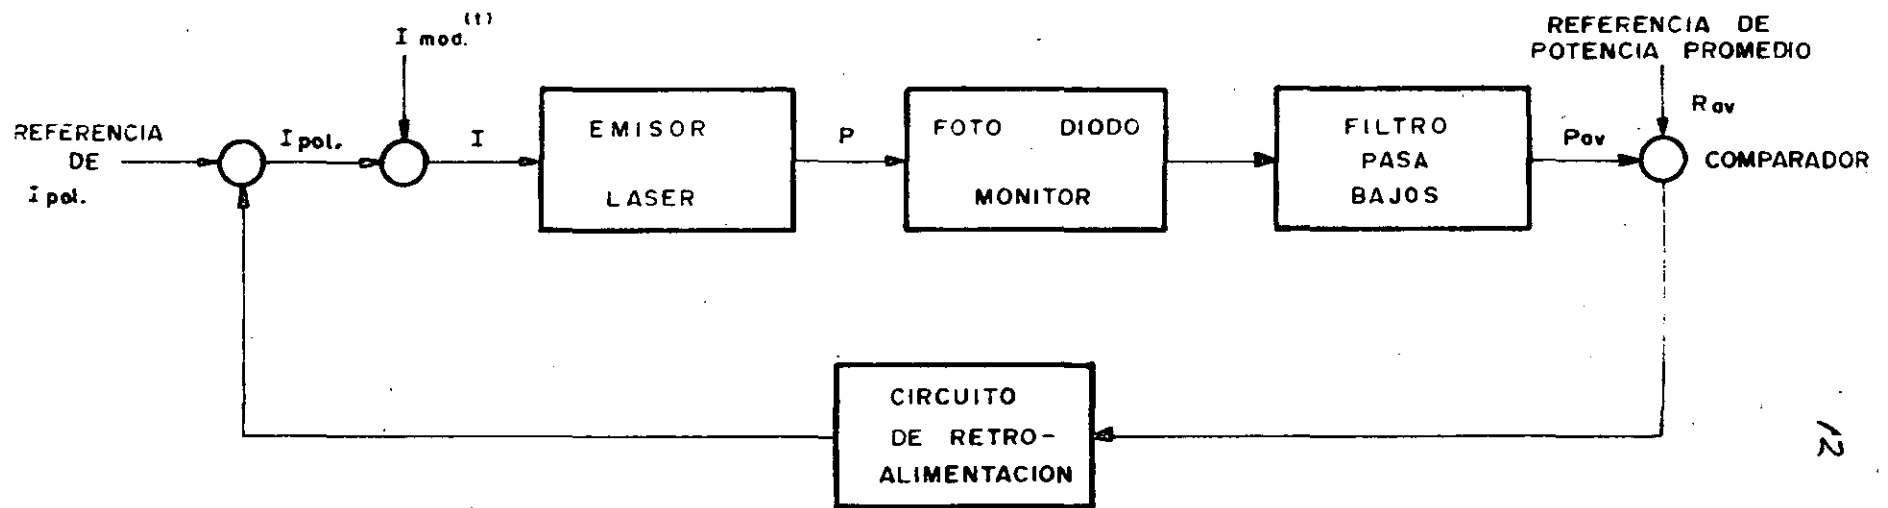 (t)
I mod.
REFERENCIA DE
POTENCIA PROMEDIO
REFERENCIA
DE
I pol.
I pol.
I
EMISOR
LASER
P
FOTO DIODO
MONITOR
FILTRO
PASA
BAJOS
Pav
Rav
COMPARADOR
CIRCUITO
DE RETRO-
ALIMENTACION
12